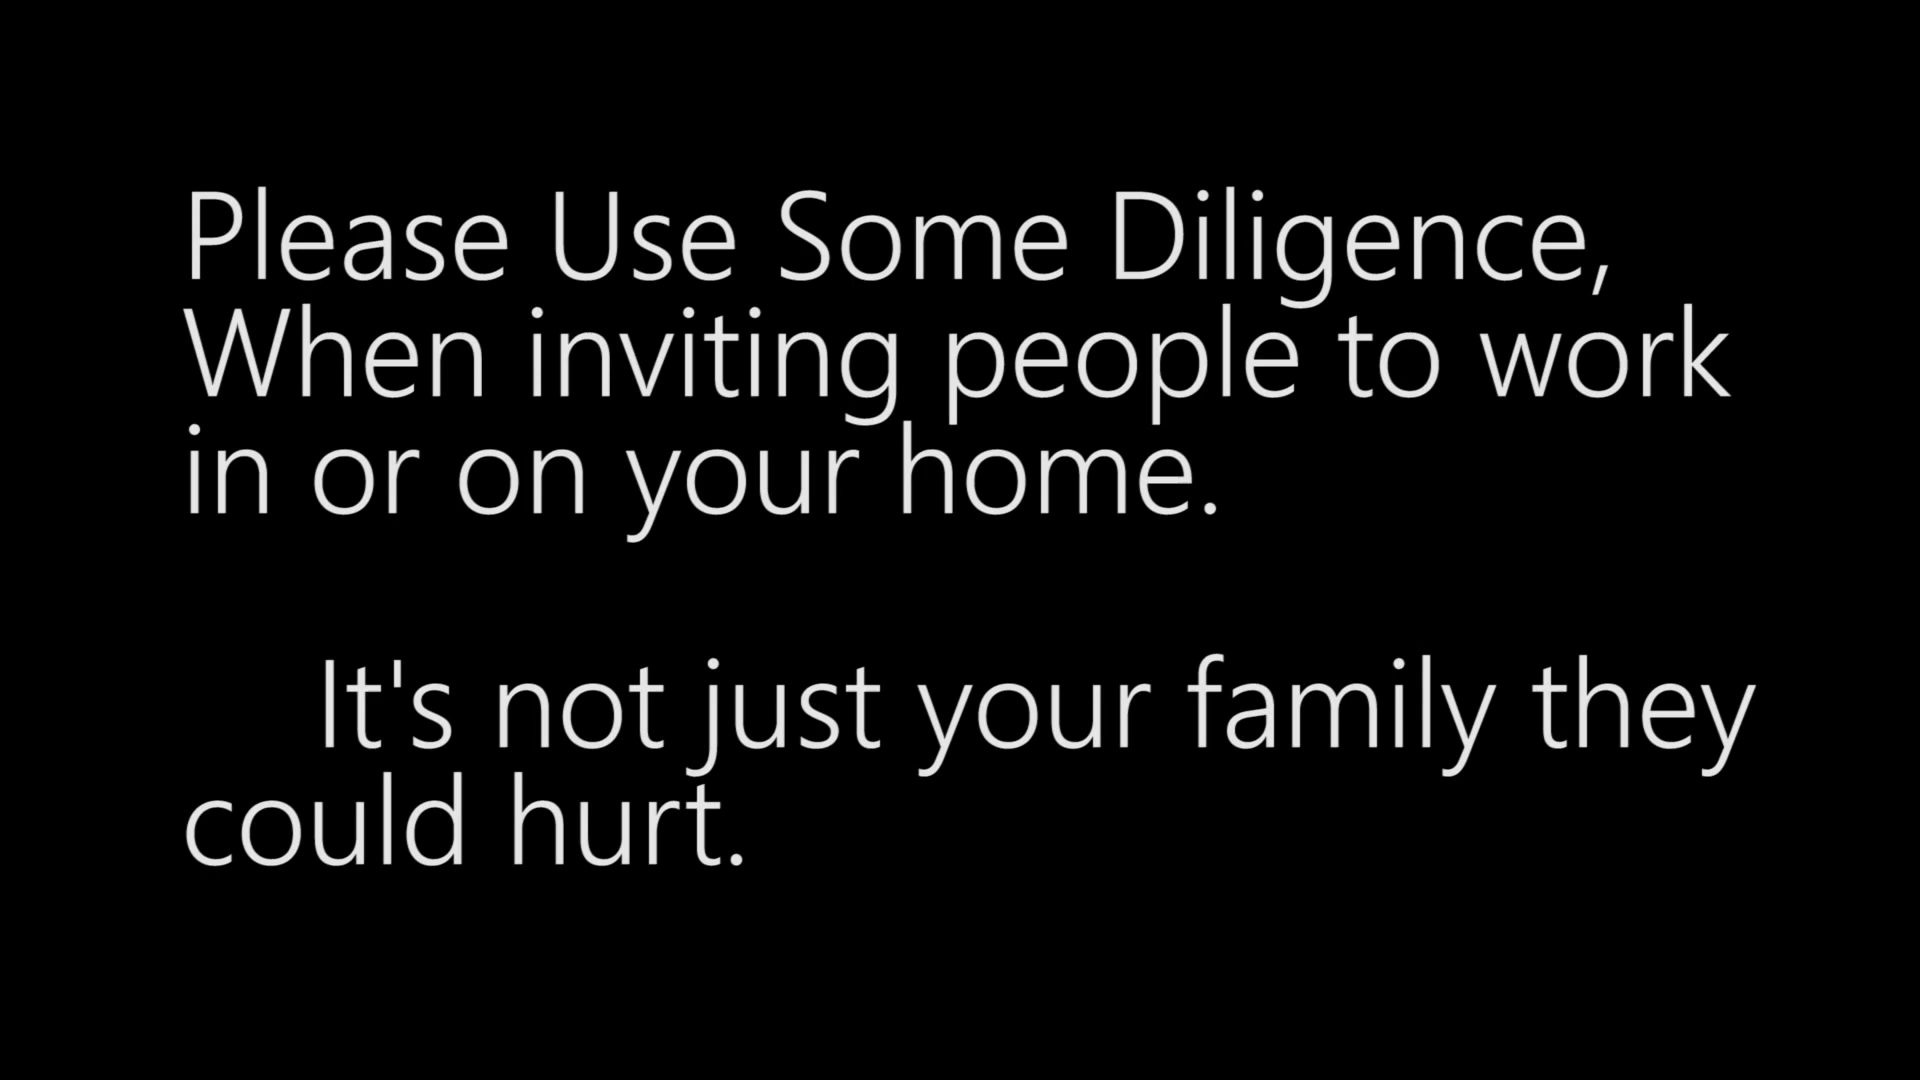 Please Use Some Diligence,
When inviting people to work
in or on your home.
It's not just your family they
could hurt.